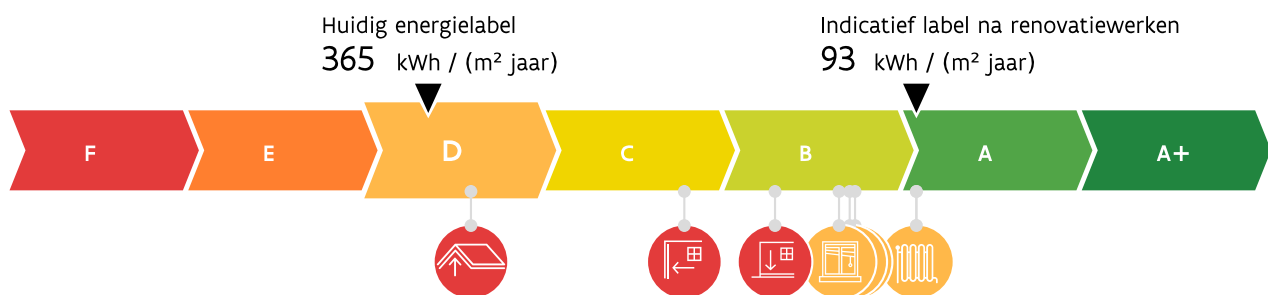 Huidig energielabel
365 kWh / (m² jaar)
Indicatief label na renovatiewerken
93 kWh / (m² jaar)
F E D C B A A+